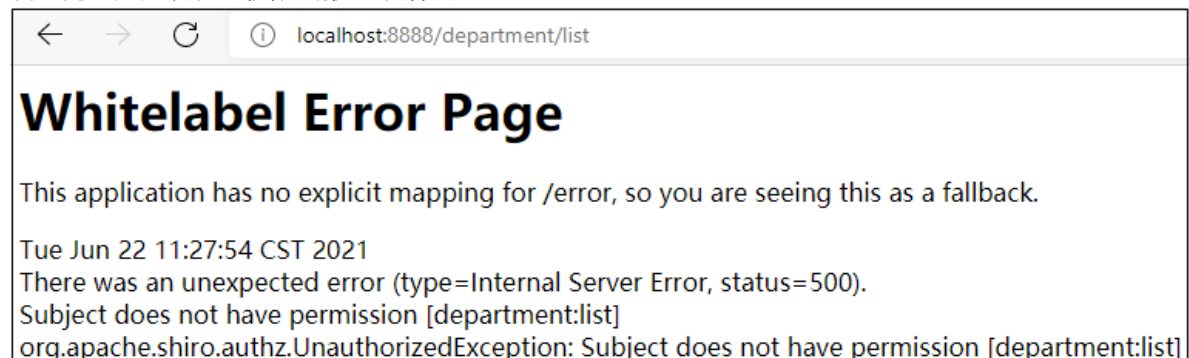 localhost:8888/department/list
Whitelabel Error Page
This application has no explicit mapping for /error, so you are seeing this as a fallback.
Tue Jun 22 11:27:54 CST 2021
There was an unexpected error (type=Internal Server Error, status=500).
Subject does not have permission [department:list]
org.apache.shiro.authz.UnauthorizedException: Subject does not have permission [department:list]